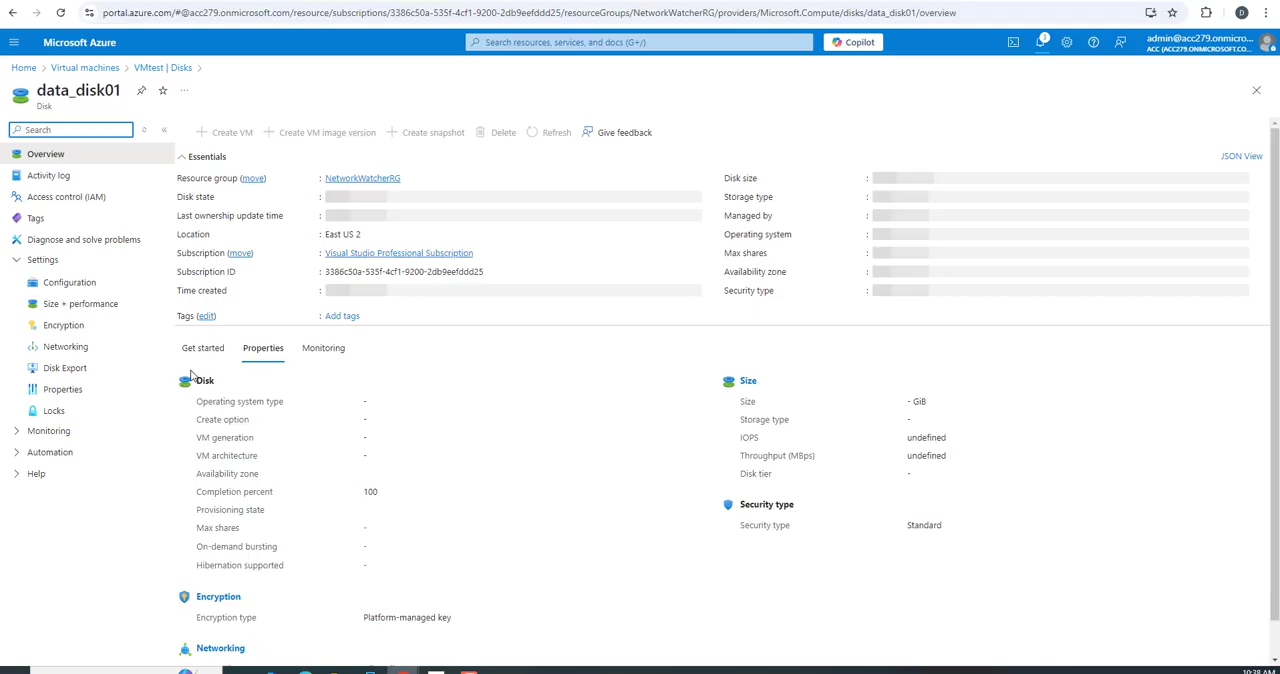 portal.azure.com/#@acc279.onmicrosoft.com/resource/subscriptions/3386c50a-535f-4cf1-9200-2db9eefddd25/resourceGroups/NetworkWatcherRG/providers/Microsoft.Compute/disks/data_disk01/overview
D
Microsoft Azure
Search resources, services, and docs (G+/)
Copilot
1
admin@acc279.onmicro...
ACC (ACC279.ONMICROSOFT.CO...
Home > Virtual machines > VMtest | Disks >
data_disk01
Disk
Search
Create VM
Create VM image version
Create snapshot
Delete
Refresh
Give feedback
Overview
Activity log
Access control (IAM)
Tags
Diagnose and solve problems
Settings
Configuration
Size + performance
Encryption
Networking
Disk Export
Properties
Locks
Monitoring
Automation
Help
Essentials
JSON View
Resource group (move) : NetworkWatcherRG
Disk state :
Last ownership update time :
Location : East US 2
Subscription (move) : Visual Studio Professional Subscription
Subscription ID : 3386c50a-535f-4cf1-9200-2db9eefddd25
Time created :
Disk size :
Storage type :
Managed by :
Operating system :
Max shares :
Availability zone :
Security type :
Tags (edit) : Add tags
Get started
Properties
Monitoring
Disk
Operating system type -
Create option -
VM generation -
VM architecture -
Availability zone
Completion percent 100
Provisioning state
Max shares -
On-demand bursting -
Hibernation supported -
Encryption
Encryption type Platform-managed key
Networking
Size
Size - GiB
Storage type -
IOPS undefined
Throughput (MBps) undefined
Disk tier -
Security type
Security type Standard
10:38 AM